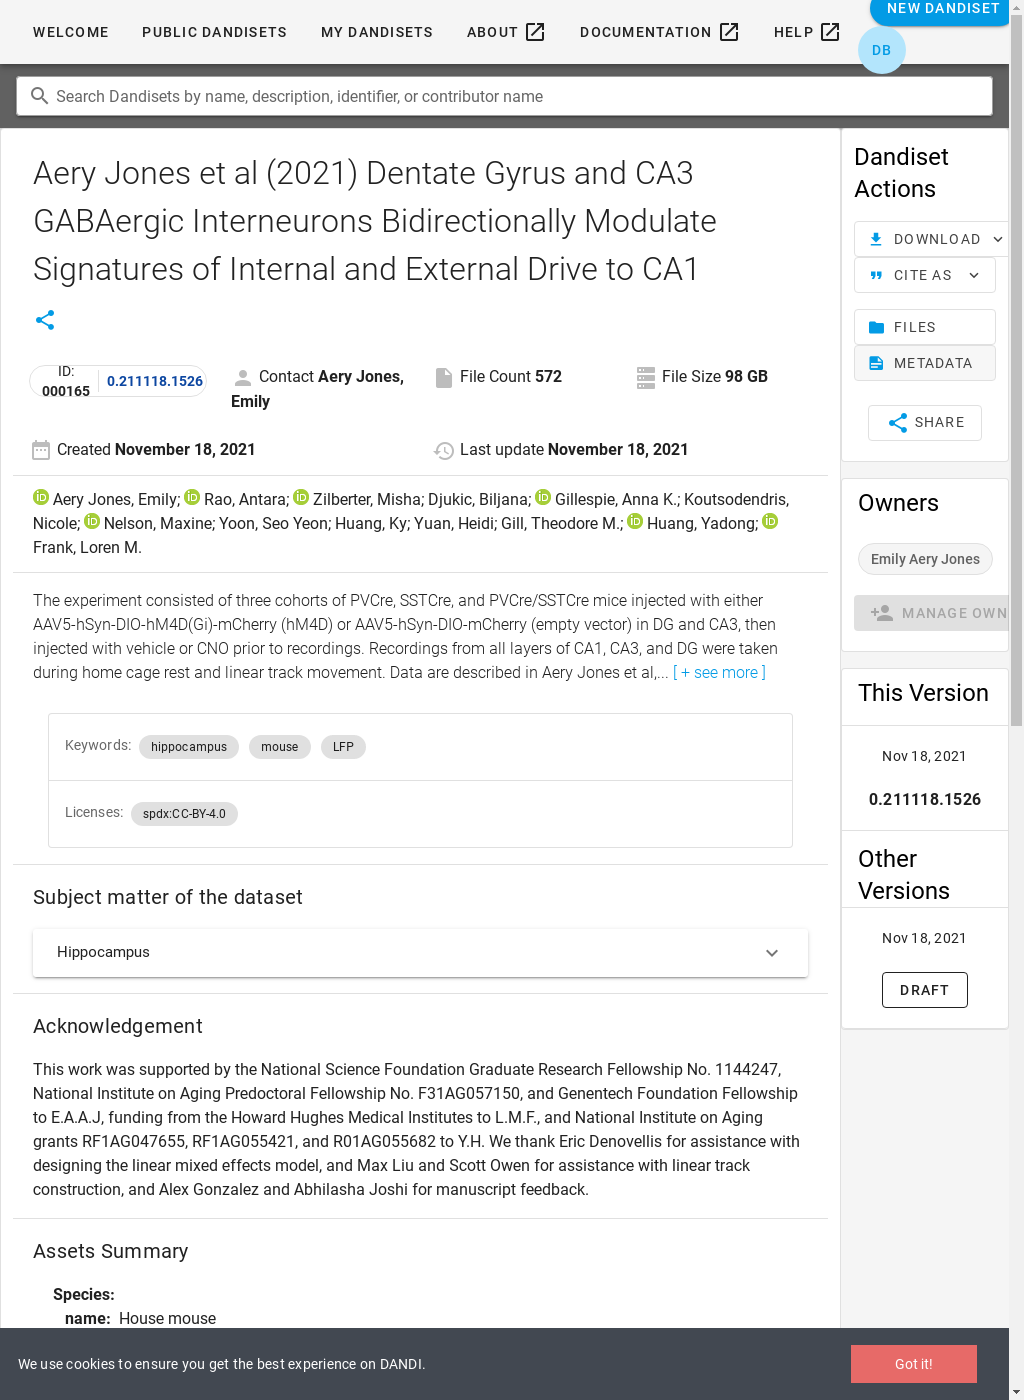 WELCOME PUBLIC DANDISETS MY DANDISETS ABOUT DOCUMENTATION HELP
NEW DANDISET
DB
Search Dandisets by name, description, identifier, or contributor name
Aery Jones et al (2021) Dentate Gyrus and CA3
GABAergic Interneurons Bidirectionally Modulate
Signatures of Internal and External Drive to CA1
ID:
000165
0.211118.1526
Contact Aery Jones,
Emily
File Count 572
File Size 98 GB
Created November 18, 2021
Last update November 18, 2021
Aery Jones, Emily; Rao, Antara; Zilberter, Misha; Djukic, Biljana; Gillespie, Anna K.; Koutsodendris,
Nicole; Nelson, Maxine; Yoon, Seo Yeon; Huang, Ky; Yuan, Heidi; Gill, Theodore M.; Huang, Yadong;
Frank, Loren M.
The experiment consisted of three cohorts of PVCre, SSTCre, and PVCre/SSTCre mice injected with either
AAV5-hSyn-DIO-hM4D(Gi)-mCherry (hM4D) or AAV5-hSyn-DIO-mCherry (empty vector) in DG and CA3, then
injected with vehicle or CNO prior to recordings. Recordings from all layers of CA1, CA3, and DG were taken
during home cage rest and linear track movement. Data are described in Aery Jones et al,... [ + see more ]
Keywords: hippocampus mouse LFP
Licenses: spdx:CC-BY-4.0
Subject matter of the dataset
Hippocampus
Acknowledgement
This work was supported by the National Science Foundation Graduate Research Fellowship No. 1144247,
National Institute on Aging Predoctoral Fellowship No. F31AG057150, and Genentech Foundation Fellowship
to E.A.A.J, funding from the Howard Hughes Medical Institutes to L.M.F., and National Institute on Aging
grants RF1AG047655, RF1AG055421, and R01AG055682 to Y.H. We thank Eric Denovellis for assistance with
designing the linear mixed effects model, and Max Liu and Scott Owen for assistance with linear track
construction, and Alex Gonzalez and Abhilasha Joshi for manuscript feedback.
Assets Summary
Species:
name: House mouse
Dandiset
Actions
DOWNLOAD
CITE AS
FILES
METADATA
SHARE
Owners
Emily Aery Jones
MANAGE OWN
This Version
Nov 18, 2021
0.211118.1526
Other
Versions
Nov 18, 2021
DRAFT
We use cookies to ensure you get the best experience on DANDI.
Got it!